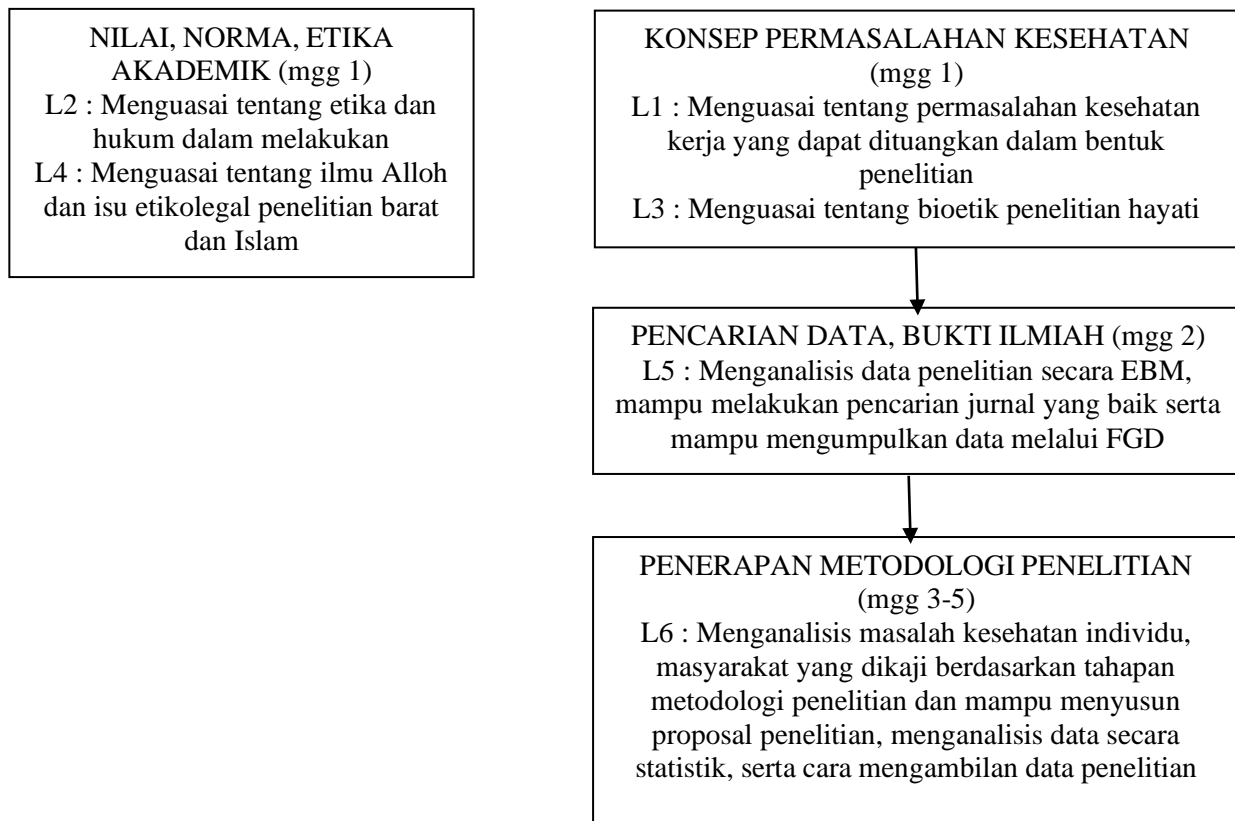 NILAI, NORMA, ETIKA
AKADEMIK (mgg 1)
L2 : Menguasai tentang etika dan
hukum dalam melakukan
L4 : Menguasai tentang ilmu Alloh
dan isu etikolegal penelitian barat
dan Islam
KONSEP PERMASALAHAN KESEHATAN
(mgg 1)
L1 : Menguasai tentang permasalahan kesehatan
kerja yang dapat dituangkan dalam bentuk
penelitian
L3 : Menguasai tentang bioetik penelitian hayati
PENCARIAN DATA, BUKTI ILMIAH (mgg 2)
L5 : Menganalisis data penelitian secara EBM,
mampu melakukan pencarian jurnal yang baik serta
mampu mengumpulkan data melalui FGD
PENERAPAN METODOLOGI PENELITIAN
(mgg 3-5)
L6 : Menganalisis masalah kesehatan individu,
masyarakat yang dikaji berdasarkan tahapan
metodologi penelitian dan mampu menyusun
proposal penelitian, menganalisis data secara
statistik, serta cara mengambilan data penelitian